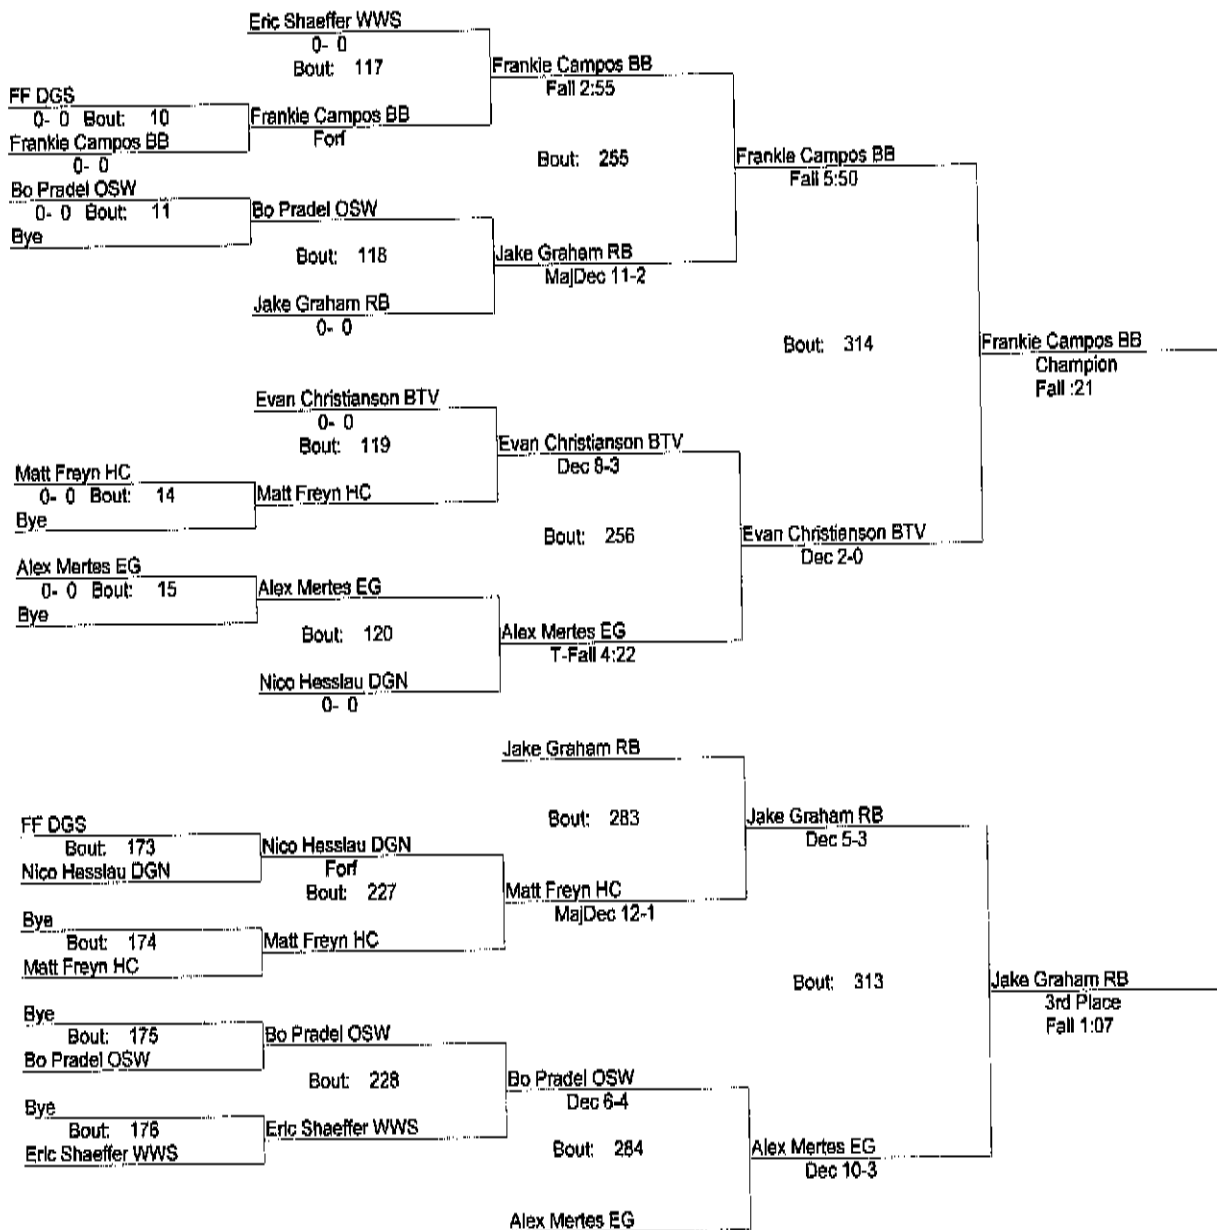 Eric Shaeffer WWS
0- 0
Bout: 117
Frankie Campos BB
Fall 2:55
FF DGS
0- 0 Bout: 10
Frankie Campos BB
Forf
Frankie Campos BB
0- 0
Bout: 255
Frankie Campos BB
Fall 5:50
Bo Pradel OSW
0- 0 Bout: 11
Bye
Bo Pradel OSW
Bout: 118
Jake Graham RB
MajDec 11-2
Jake Graham RB
0- 0
Bout: 314
Frankie Campos BB
Champion
Fall :21
Evan Christianson BTV
0- 0
Bout: 119
Evan Christianson BTV
Dec 8-3
Matt Freyn HC
0- 0 Bout: 14
Bye
Matt Freyn HC
Bout: 256
Evan Christianson BTV
Dec 2-0
Alex Mertes EG
0- 0 Bout: 15
Bye
Alex Mertes EG
Bout: 120
Alex Mertes EG
T-Fall 4:22
Nico Hesslau DGN
0- 0
Jake Graham RB
Bout: 283
Jake Graham RB
Dec 5-3
FF DGS
Bout: 173
Nico Hesslau DGN
Nico Hesslau DGN
Forf
Bout: 227
Matt Freyn HC
MajDec 12-1
Bye
Bout: 174
Matt Freyn HC
Matt Freyn HC
Bout: 313
Jake Graham RB
3rd Place
Fall 1:07
Bye
Bout: 175
Bo Pradel OSW
Bo Pradel OSW
Bout: 228
Bo Pradel OSW
Dec 6-4
Bye
Bout: 176
Eric Shaeffer WWS
Eric Shaeffer WWS
Bout: 284
Alex Mertes EG
Dec 10-3
Alex Mertes EG